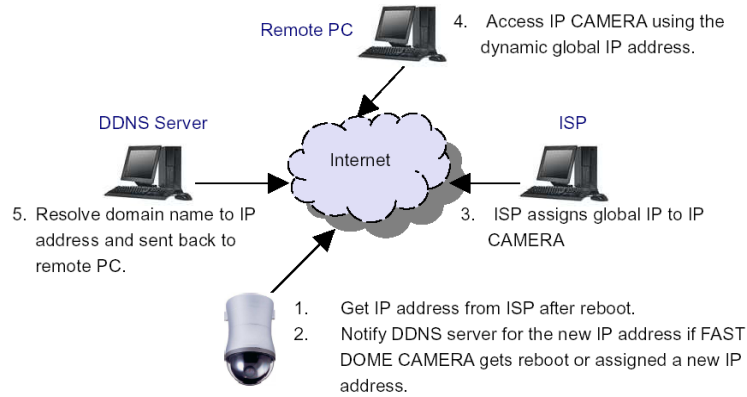 Remote PC
4. Access IP CAMERA using the
dynamic global IP address.
DDNS Server
ISP
Internet
5. Resolve domain name to IP
address and sent back to
remote PC.
3. ISP assigns global IP to IP
CAMERA
1. Get IP address from ISP after reboot.
2. Notify DDNS server for the new IP address if FAST
DOME CAMERA gets reboot or assigned a new IP
address.